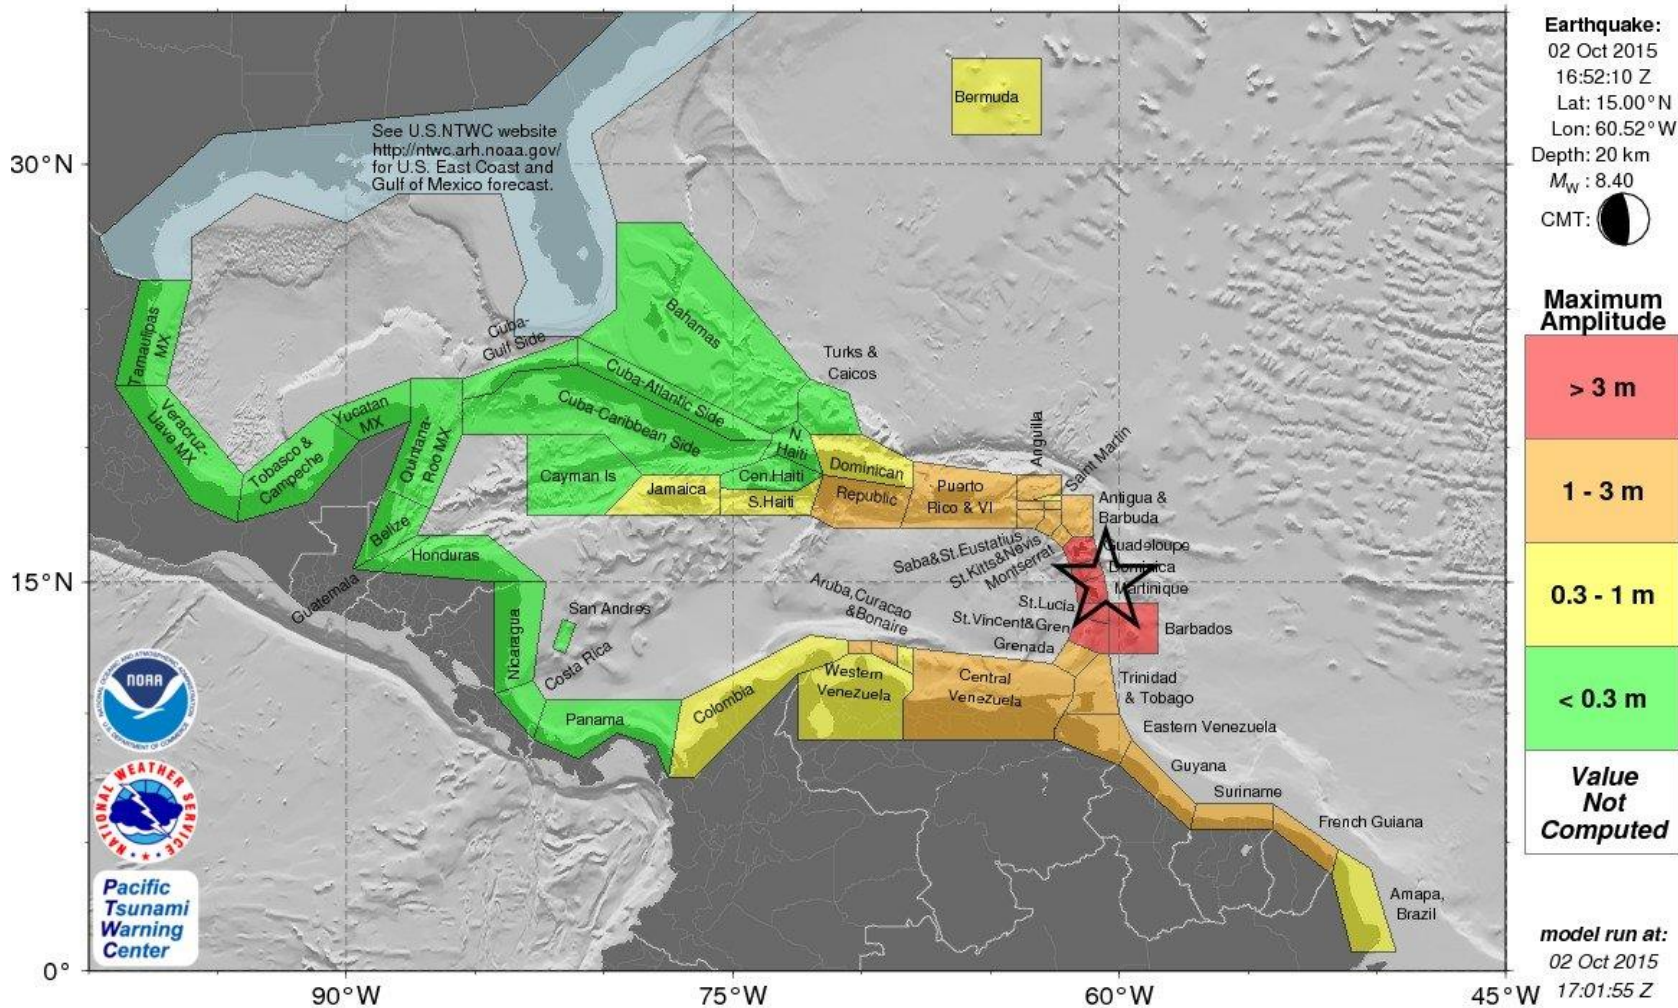 30°N
15°N
0°
90°W
75°W
60°W
45°W
See U.S.NTWC website
http://ntwc.arh.noaa.gov/
for U.S. East Coast and
Gulf of Mexico forecast.
Bermuda
Tamaulipas
MX
Veracruz-
Llave MX
Tobasco &
Campeche
Yucatan
MX
Quintana-
Roo MX
Belize
Honduras
Guatemala
Nicaragua
San Andres
Costa Rica
Panama
Cuba-
Gulf Side
Bahamas
Cuba-Atlantic Side
Cuba-Caribbean Side
Turks &
Caicos
Cayman Is
Jamaica
N.
Haiti
Cen.Haiti
S.Haiti
Dominican
Republic
Puerto
Rico & VI
Anguilla
Saint Martin
Antigua &
Barbuda
Saba&St.Eustatius
St.Kitts&Nevis
Montserrat
Guadeloupe
Dominica
Martinique
St.Lucia
St.Vincent&Gren
Barbados
Grenada
Aruba,Curacao
&Bonaire
Colombia
Western
Venezuela
Central
Venezuela
Trinidad
& Tobago
Eastern Venezuela
Guyana
Suriname
French Guiana
Amapa,
Brazil
NOAA
NATIONAL OCEANIC AND ATMOSPHERIC ADMINISTRATION
U.S. DEPARTMENT OF COMMERCE
NATIONAL WEATHER SERVICE
Pacific
Tsunami
Warning
Center
Earthquake:
02 Oct 2015
16:52:10 Z
Lat: 15.00°N
Lon: 60.52°W
Depth: 20 km
MW : 8.40
CMT:
Maximum
Amplitude
> 3 m
1 - 3 m
0.3 - 1 m
< 0.3 m
Value
Not
Computed
model run at:
02 Oct 2015
17:01:55 Z